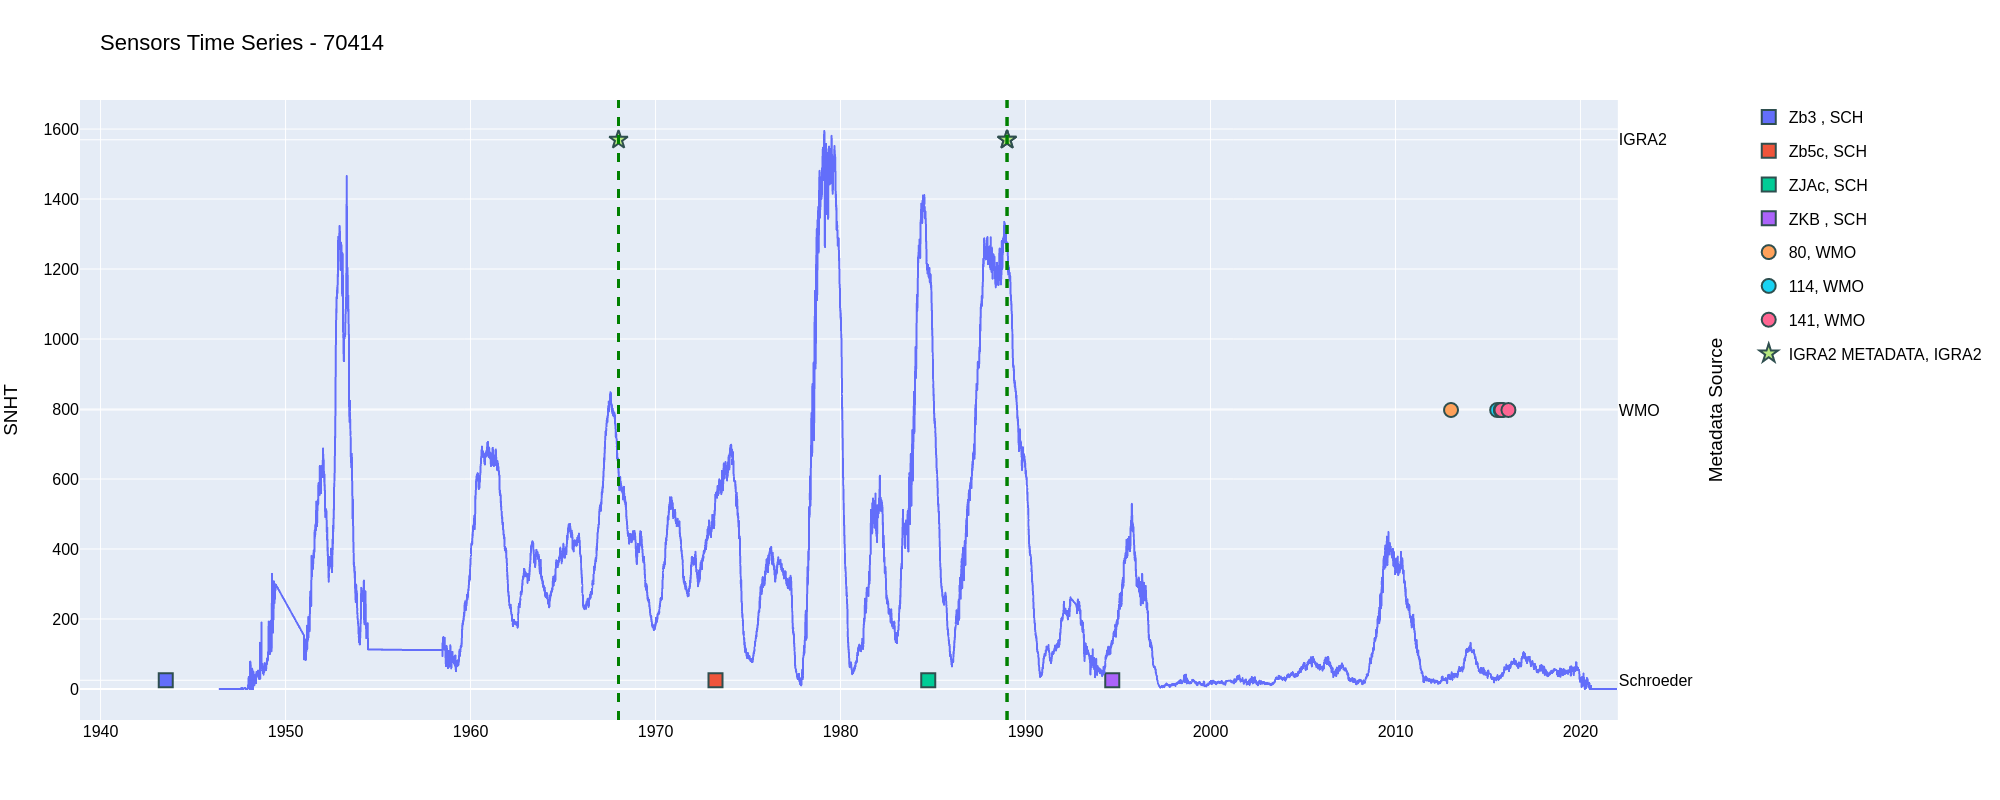 Sensors Time Series - 70414
SNHT
1600
1400
1200
1000
800
600
400
200
0
1940
1950
1960
1970
1980
1990
2000
2010
2020
IGRA2
WMO
Schroeder
Metadata Source
Zb3 , SCH
Zb5c, SCH
ZJAc, SCH
ZKB , SCH
80, WMO
114, WMO
141, WMO
IGRA2 METADATA, IGRA2